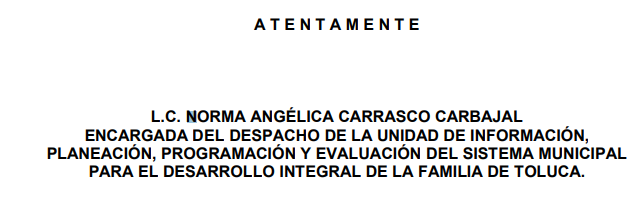 A T E N T A M E N T E
L.C. NORMA ANGÉLICA CARRASCO CARBAJAL
ENCARGADA DEL DESPACHO DE LA UNIDAD DE INFORMACIÓN,
PLANEACIÓN, PROGRAMACIÓN Y EVALUACIÓN DEL SISTEMA MUNICIPAL
PARA EL DESARROLLO INTEGRAL DE LA FAMILIA DE TOLUCA.